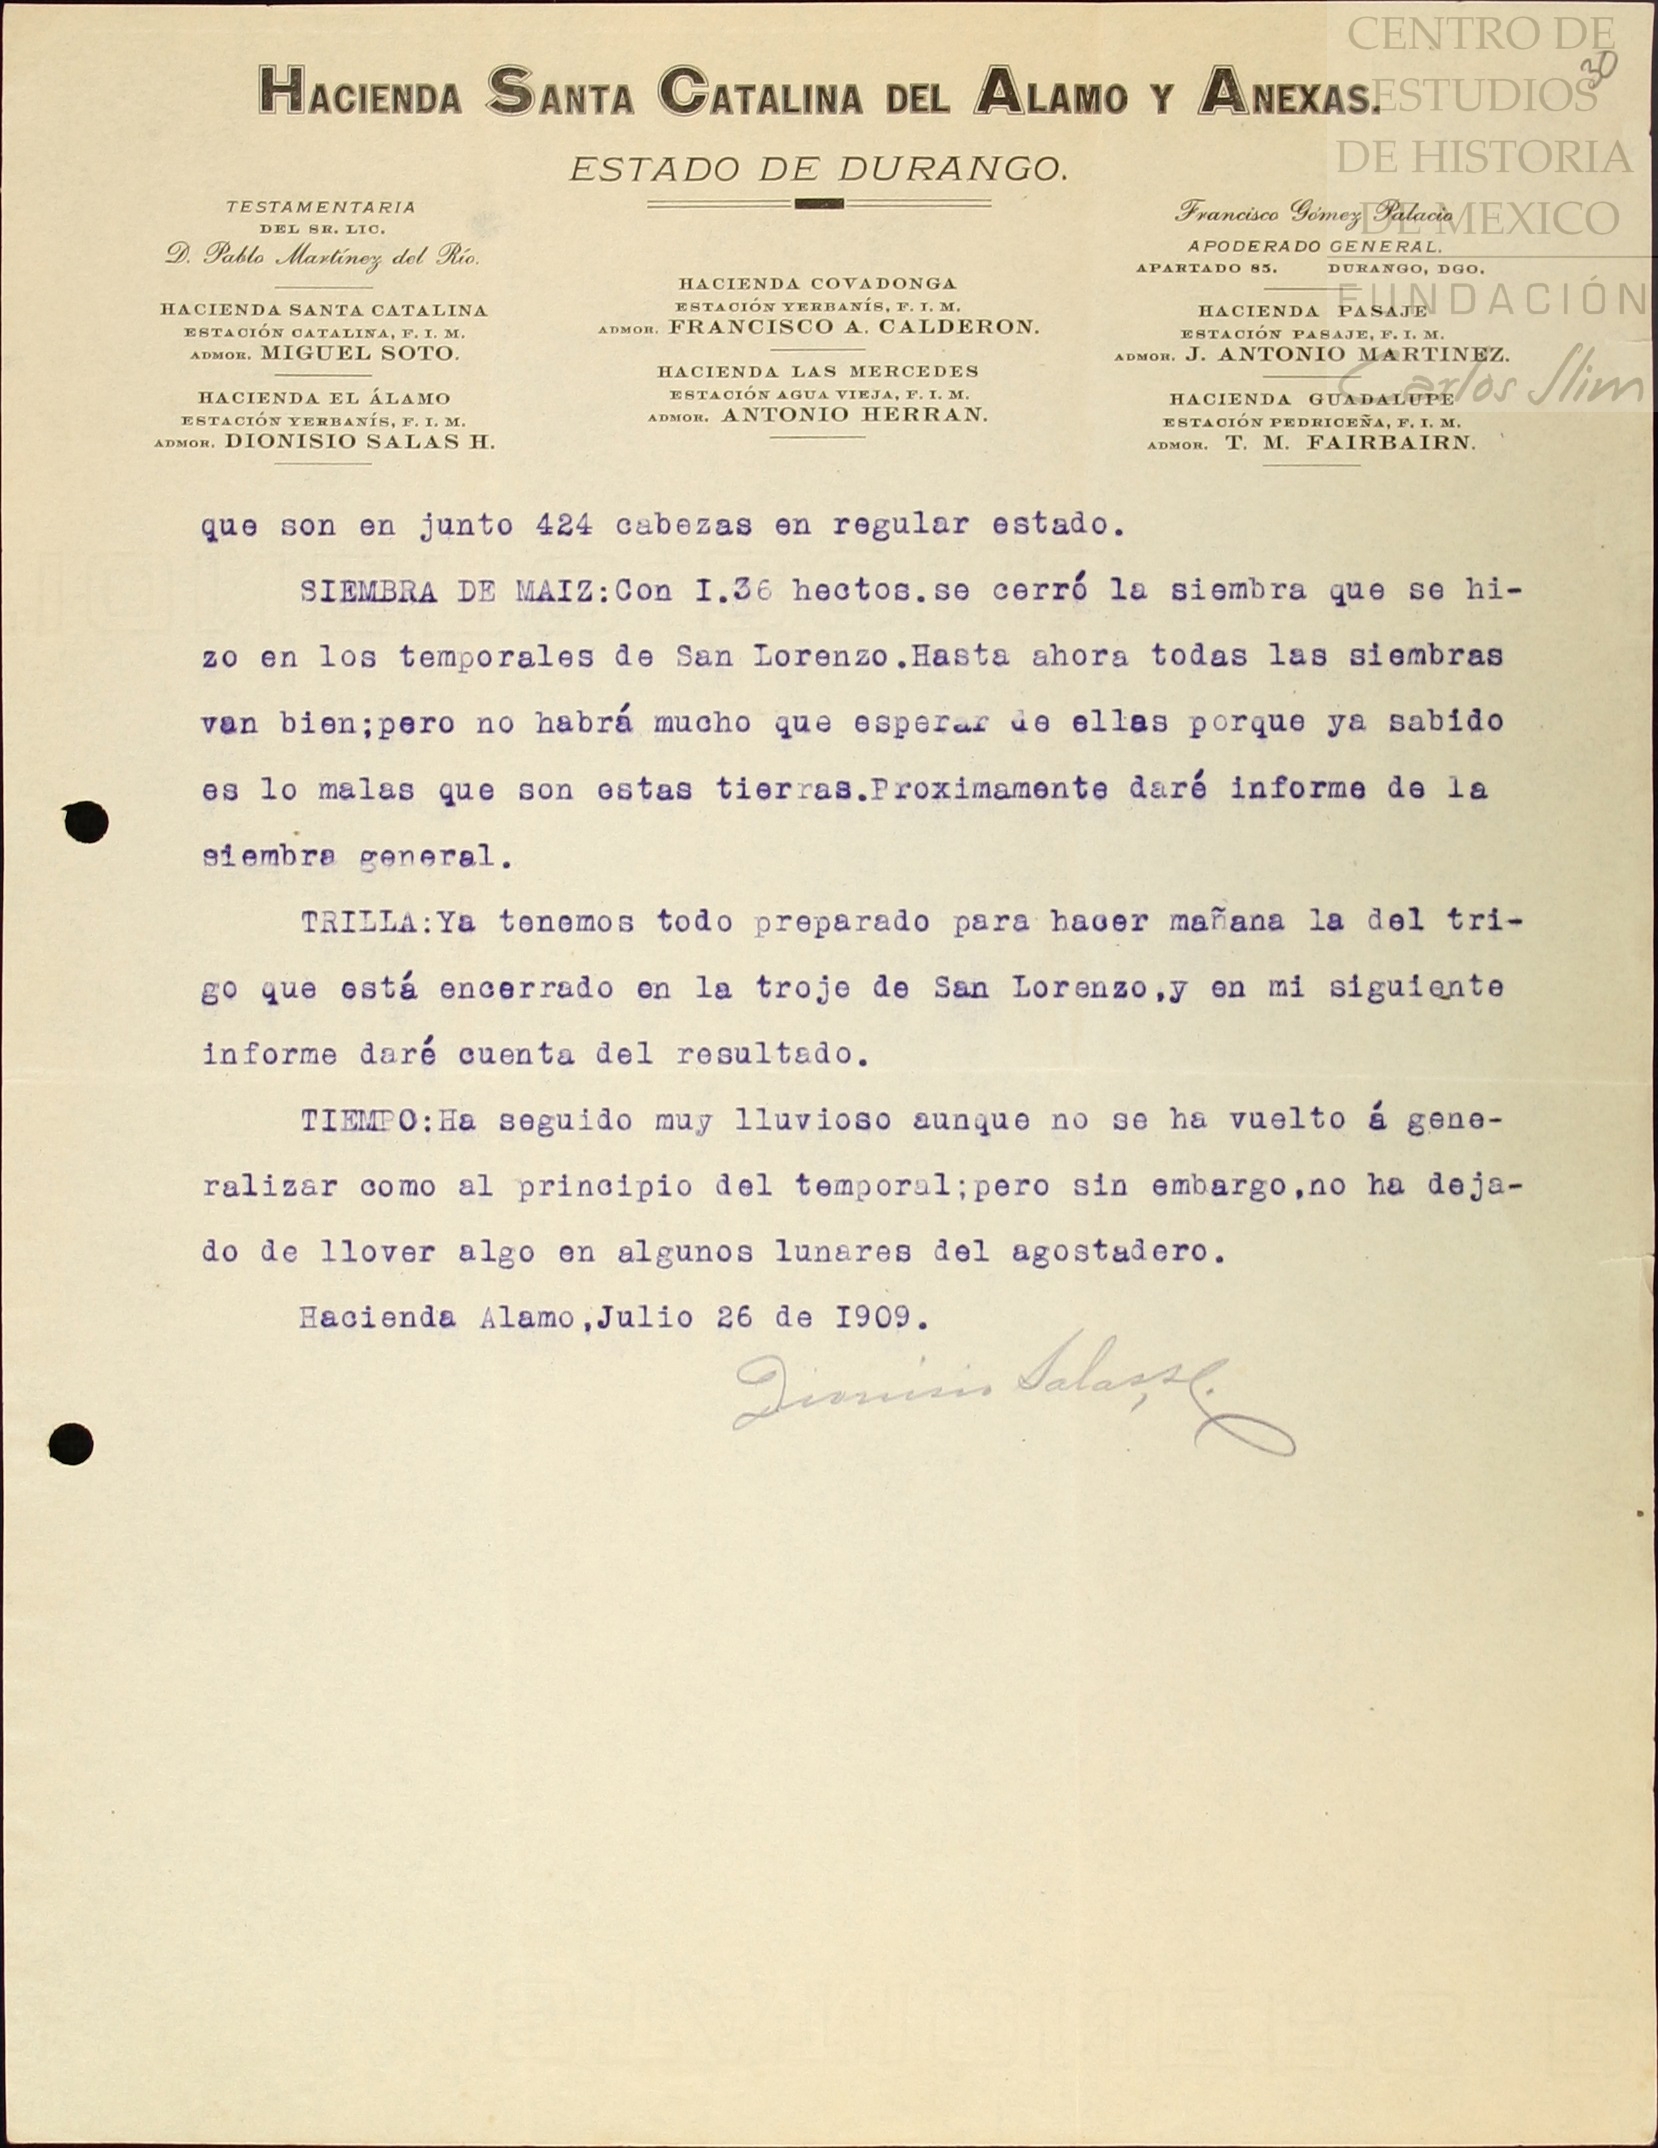 CENTRO DE
ESTUDIOS
DE HISTORIA
DE MEXICO
FUNDACIÓN
Carlos Slim
30
HACIENDA SANTA CATALINA DEL ALAMO Y ANEXAS.
ESTADO DE DURANGO.
TESTAMENTARIA
DEL SR. LIC.
D. Pablo Martínez del Río.
HACIENDA SANTA CATALINA
ESTACIÓN CATALINA, F. I. M.
ADMOR. MIGUEL SOTO.
HACIENDA EL ÁLAMO
ESTACIÓN YERBANÍS, F. I. M.
ADMOR. DIONISIO SALAS H.
HACIENDA COVADONGA
ESTACIÓN YERBANÍS, F. I. M.
ADMOR. FRANCISCO A. CALDERON.
HACIENDA LAS MERCEDES
ESTACIÓN AGUA VIEJA, F. I. M.
ADMOR. ANTONIO HERRAN.
Francisco Gómez Palacio
APODERADO GENERAL.
APARTADO 85. DURANGO, DGO.
HACIENDA PASAJE
ESTACIÓN PASAJE, F. I. M.
ADMOR. J. ANTONIO MARTINEZ.
HACIENDA GUADALUPE
ESTACIÓN PEDRICEÑA, F. I. M.
ADMOR. T. M. FAIRBAIRN.
que son en junto 424 cabezas en regular estado.
SIEMBRA DE MAIZ:Con I.36 hectos.se cerró la siembra que se hi-
zo en los temporales de San Lorenzo.Hasta ahora todas las siembras
van bien;pero no habrá mucho que esperar de ellas porque ya sabido
es lo malas que son estas tierras.Proximamente daré informe de la
siembra general.
TRILLA:Ya tenemos todo preparado para hacer mañana la del tri-
go que está encerrado en la troje de San Lorenzo,y en mi siguiente
informe daré cuenta del resultado.
TIEMPO:Ha seguido muy lluvioso aunque no se ha vuelto á gene-
ralizar como al principio del temporal;pero sin embargo,no ha deja-
do de llover algo en algunos lunares del agostadero.
Hacienda Alamo,Julio 26 de I909.
Dionisio Salas H.